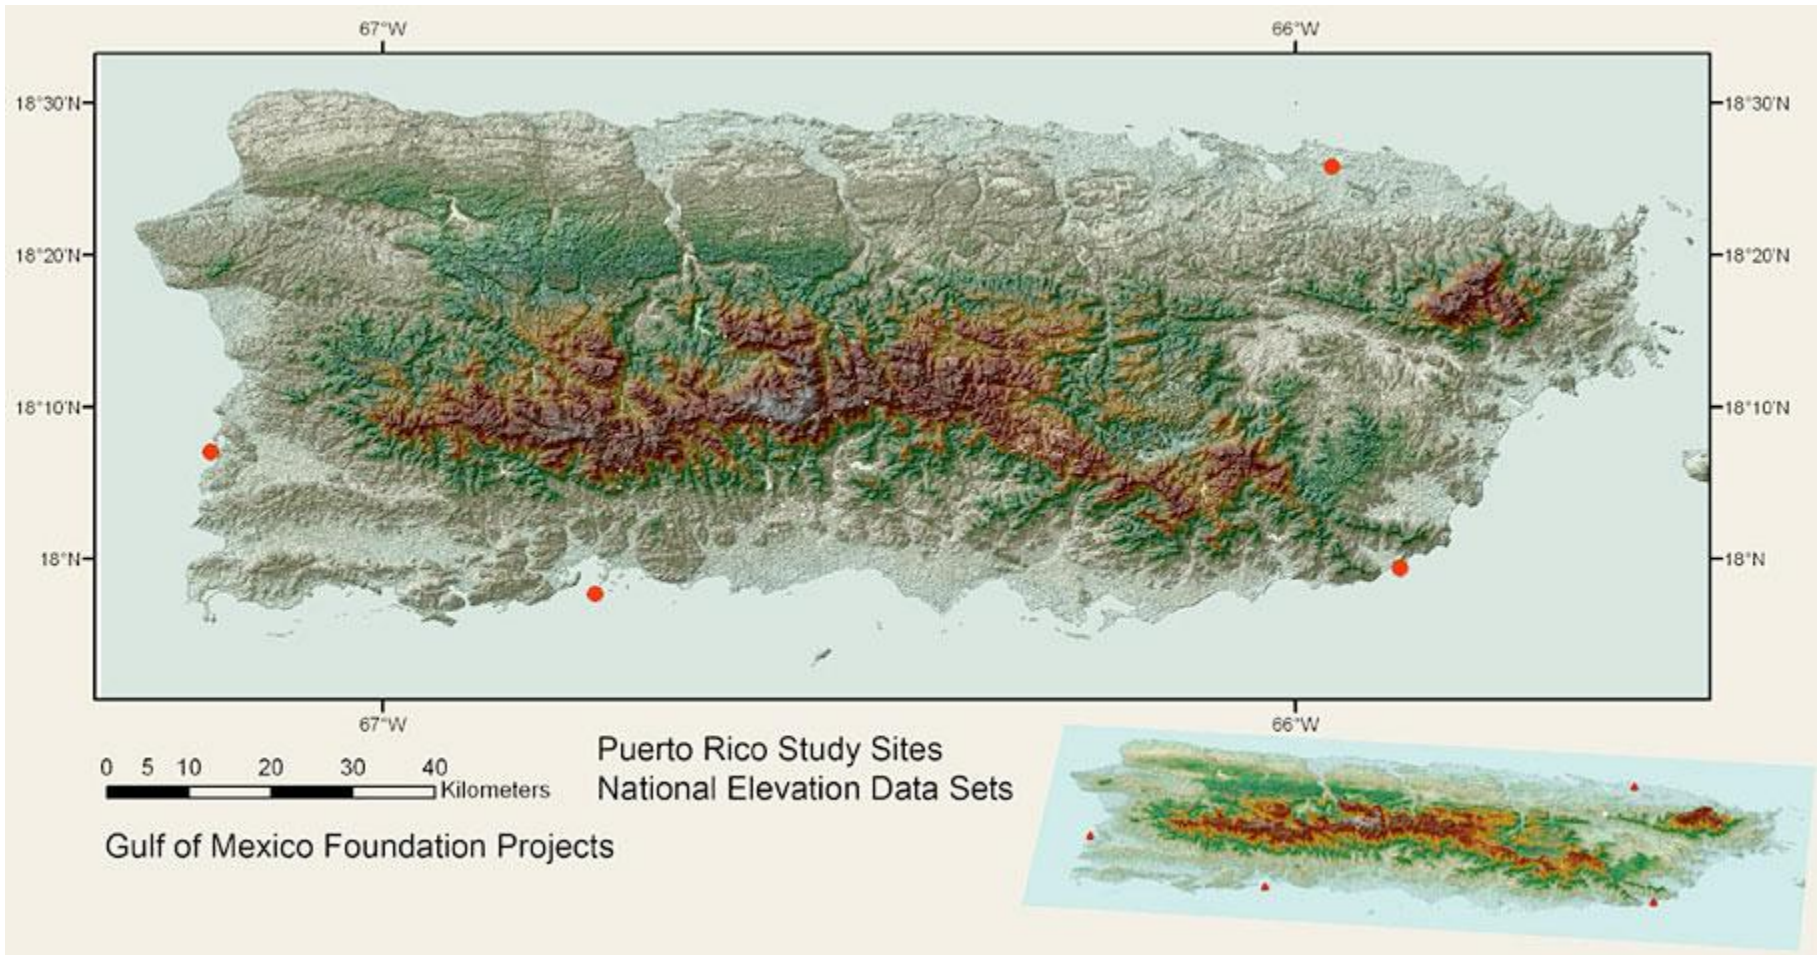 67°W 66°W
18°30'N 18°30'N
18°20'N 18°20'N
18°10'N 18°10'N
18°N 18°N
67°W 66°W
0 5 10 20 30 40
Kilometers
Puerto Rico Study Sites
National Elevation Data Sets
Gulf of Mexico Foundation Projects